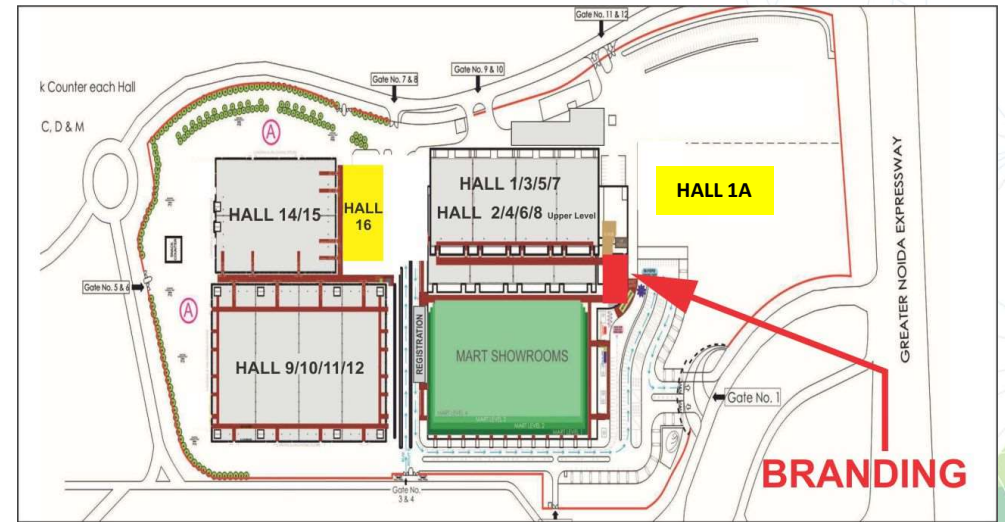 Gate No. 11 & 12
Gate No. 9 & 10
Gate No. 7 & 8
k Counter each Hall
C, D & M
A
HALL 14/15
HALL
16
HALL 1/3/5/7
HALL 2/4/6/8 Upper Level
HALL 1A
GREATER NOIDA EXPRESSWAY
Gate No. 5 & 6
A
HALL 9/10/11/12
REGISTRATION
MART SHOWROOMS
Gate No. 1
Gate No.
3 & 4
BRANDING